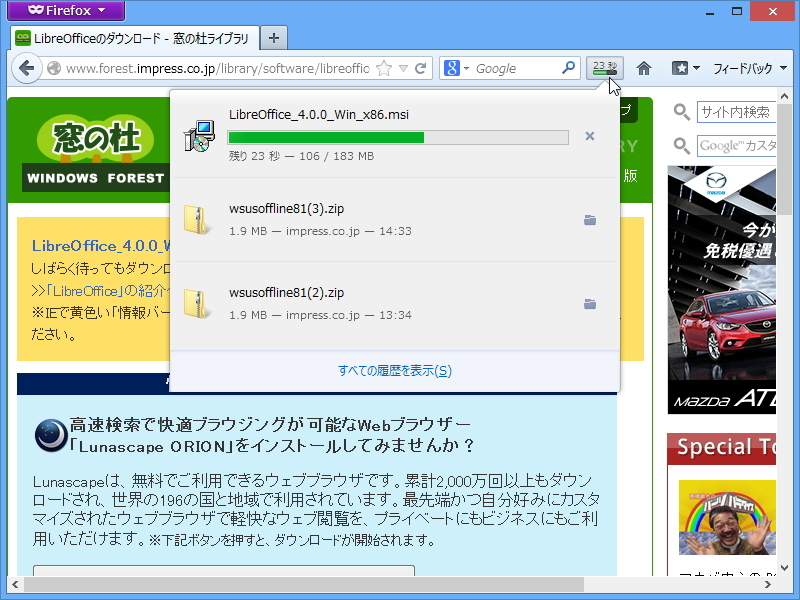 Firefox
LibreOfficeのダウンロード - 窓の杜ライブラリ
www.forest.impress.co.jp/library/software/libreoffic
Google
23 秒
フィードバック
窓の杜
WINDOWS FOREST
プ
RY
版
サイト内検索
Google™カスタ
LibreOffice_4.0.0_Win_x86.msi
残り 23 秒 — 106 / 183 MB
wsusoffline81(3).zip
1.9 MB — impress.co.jp — 14:33
wsusoffline81(2).zip
1.9 MB — impress.co.jp — 13:34
すべての履歴を表示(S)
LibreOffice_4.0.0_W
しばらく待ってもダウンロ
>>「LibreOffice」の紹介
※IEで黄色い「情報バー
ださい。
高速検索で快適ブラウジングが可能なWebブラウザー
「Lunascape ORION」をインストールしてみませんか？
Lunascapeは、無料でご利用できるウェブブラウザです。累計2,000万回以上もダウン
ロードされ、世界の196の国と地域で利用されています。最先端かつ自分好みにカスタ
マイズされたウェブブラウザで軽快なウェブ閲覧を、プライベートにもビジネスにもご利
用いただけます。※下記ボタンを押すと、ダウンロードが開始されます。
mazda
今か
免税優遇
MAZDA ATE
Special To